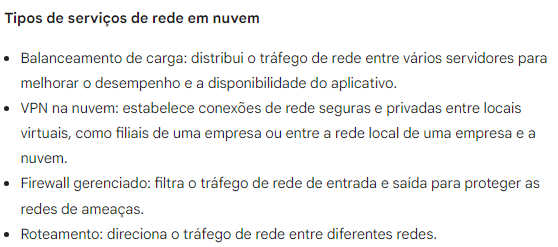 Tipos de serviços de rede em nuvem
• Balanceamento de carga: distribui o tráfego de rede entre vários servidores para
melhorar o desempenho e a disponibilidade do aplicativo.
• VPN na nuvem: estabelece conexões de rede seguras e privadas entre locais
virtuais, como filiais de uma empresa ou entre a rede local de uma empresa e a
nuvem.
• Firewall gerenciado: filtra o tráfego de rede de entrada e saída para proteger as
redes de ameaças.
• Roteamento: direciona o tráfego de rede entre diferentes redes.